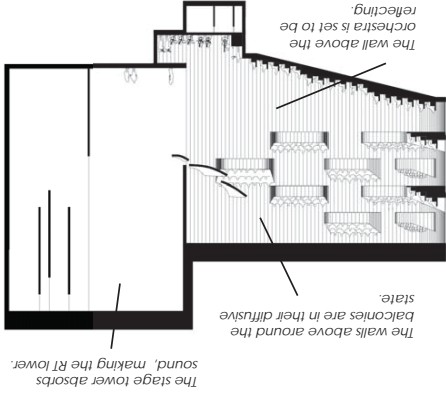 The stage tower absorbs
sound, making the RT lower.
The walls above and around the
balconies are in their diffusive
state.
The wall above the
orchestra is set to be
reflecting.